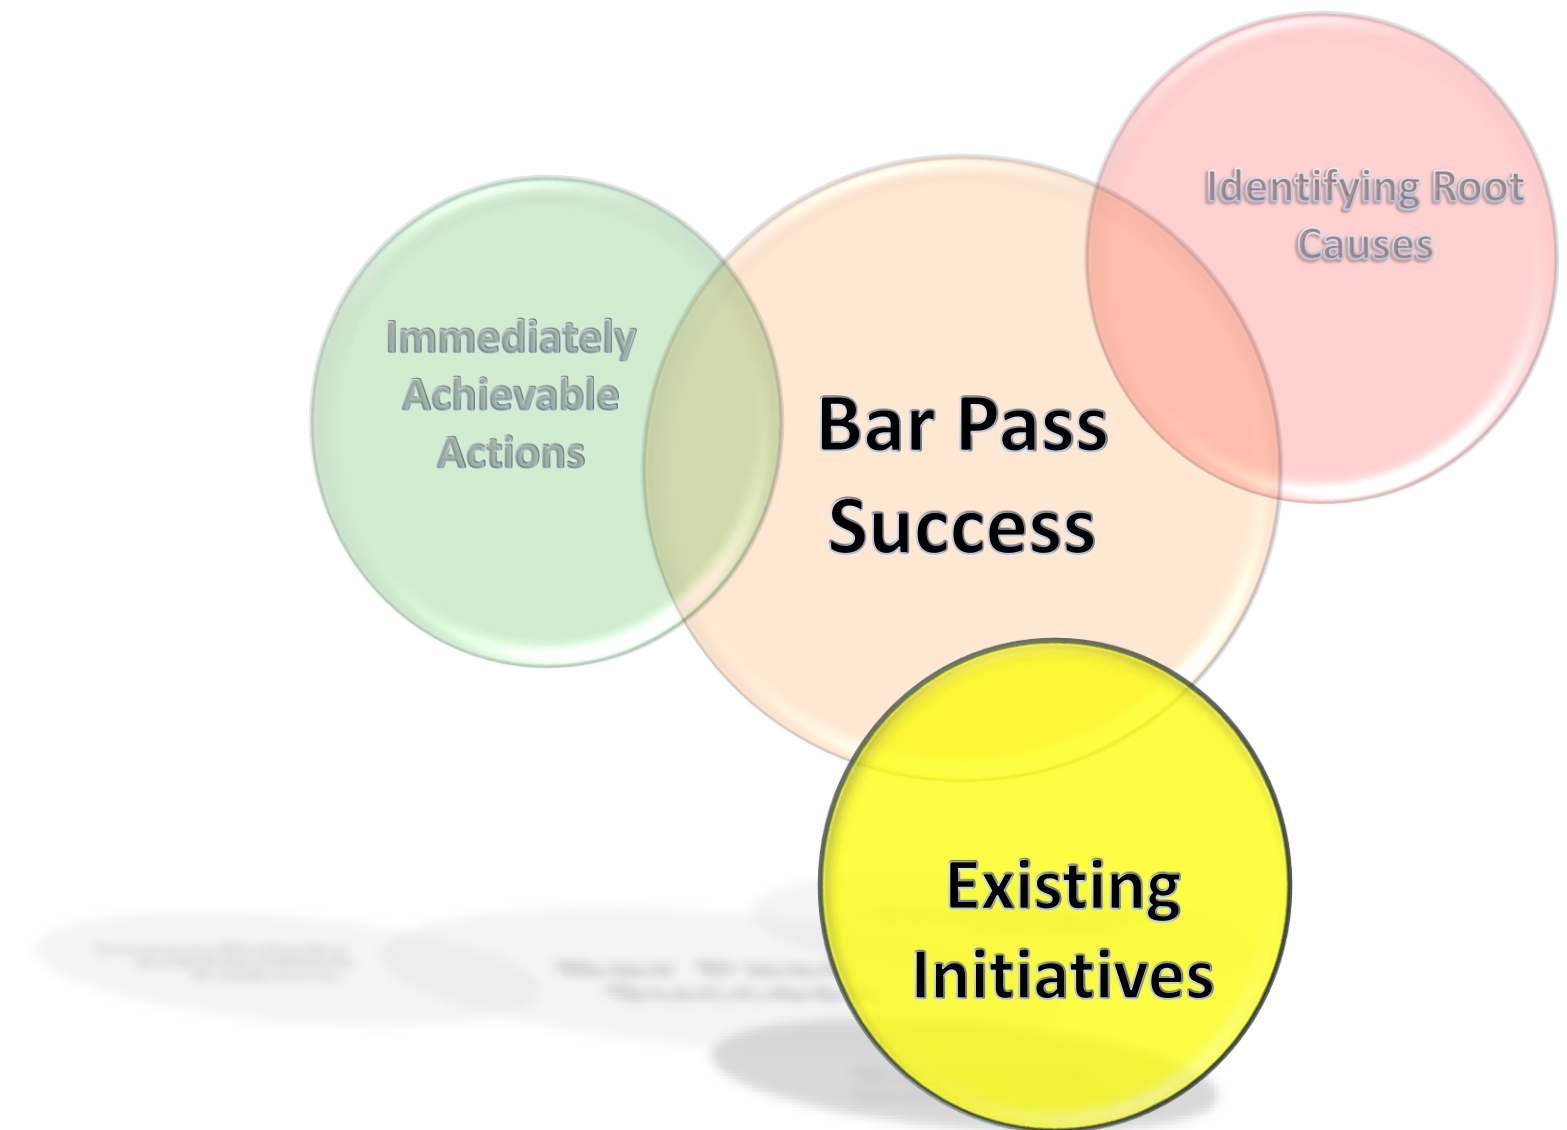 Identifying Root
Causes
Immediately
Achievable
Actions
Bar Pass
Success
Existing
Initiatives